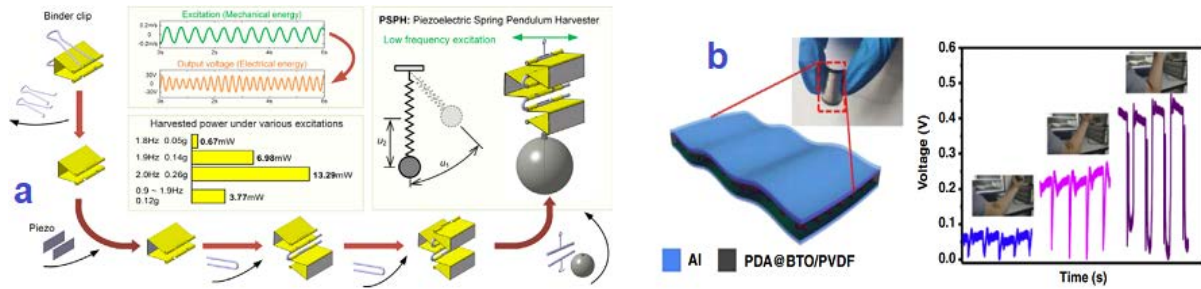 Binder clip
Excitation (Mechanical energy)
0.2m/s
-0.2m/s
0s 2s 4s 6s
Output voltage (Electrical energy)
30V
0
-30V
0s 2s 4s 6s
Harvested power under various excitations
1.8Hz 0.05g 0.67mW
1.9Hz 0.14g 6.98mW
2.0Hz 0.26g 13.29mW
0.9 ~ 1.9Hz
0.12g 3.77mW
PSPH: Piezoelectric Spring Pendulum Harvester
Low frequency excitation
u₂
u₁
a
Piezo
b
Al
PDA@BTO/PVDF
Voltage (V)
0.6
0.5
0.4
0.3
0.2
0.1
0.0
Time (s)